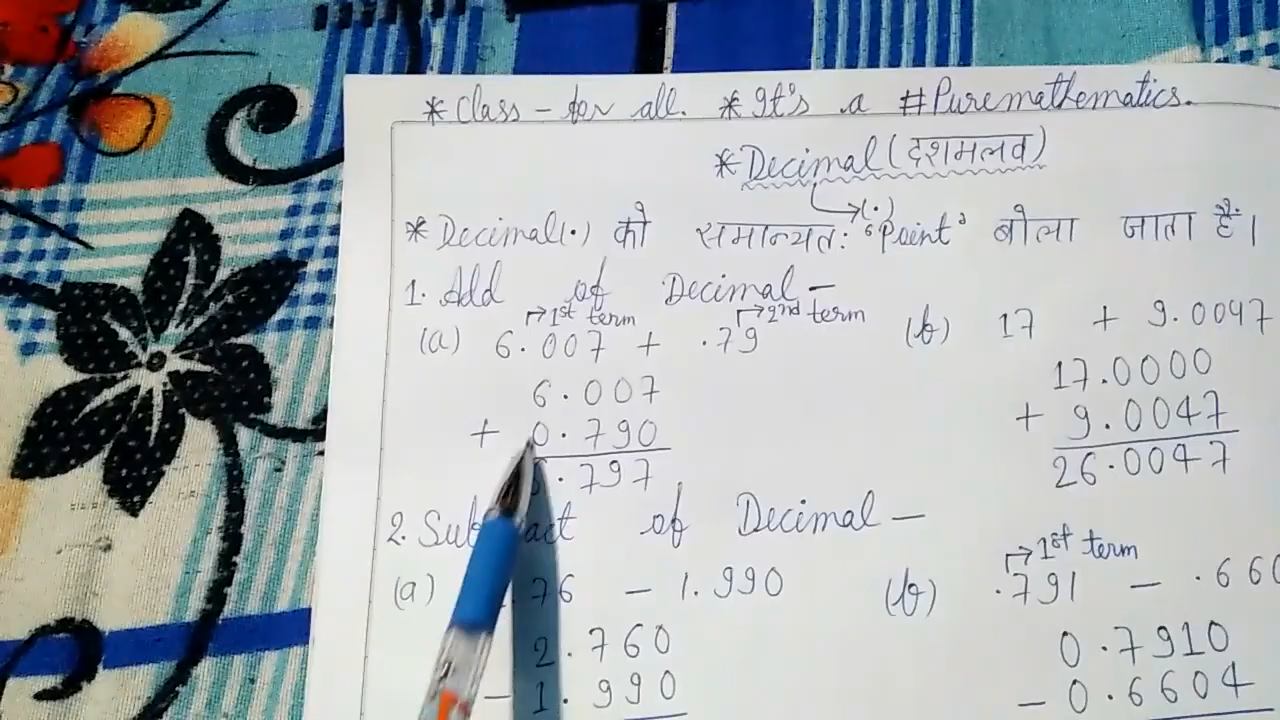 *Class - for all. *It's a #Puremathematics.
*Decimal (दशमलव)
→(.)
*Decimal(.) को समान्यतः 'Point' बोला जाता है।
1. Add of Decimal -
→1st term →2nd term
(a) 6.007 + .79
6.007
+ 0.790
.797
(b) 17 + 9.0047
17.0000
+ 9.0047
26.0047
2. Subtract of Decimal -
(a) .76 - 1.990
2.760
- 1.990
→1st term
(b) .791 - .660
0.7910
- 0.6604